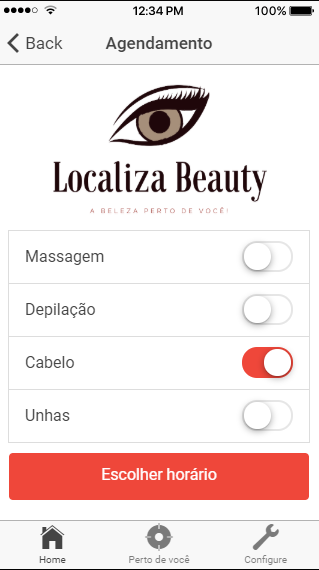 12:34 PM
100%
Back
Agendamento
Localiza Beauty
A BELEZA PERTO DE VOCÊ!
Massagem
Depilação
Cabelo
Unhas
Escolher horário
Home
Perto de você
Configure